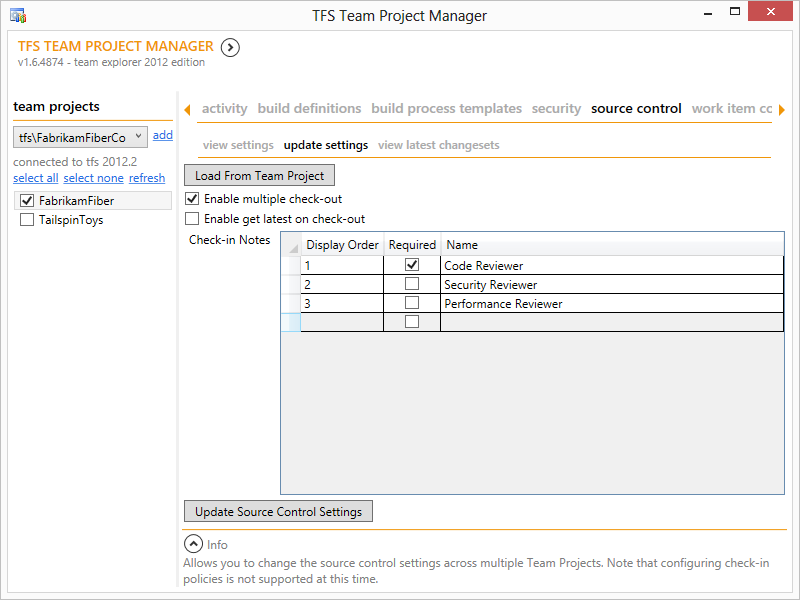 TFS Team Project Manager
TFS TEAM PROJECT MANAGER
v1.6.4874 - team explorer 2012 edition
team projects
tfs\FabrikamFiberCo
add
connected to tfs 2012.2
select all select none refresh
FabrikamFiber
TailspinToys
activity build definitions build process templates security source control work item cc
view settings update settings view latest changesets
Load From Team Project
Enable multiple check-out
Enable get latest on check-out
Check-in Notes
Display Order Required Name
1 Code Reviewer
2 Security Reviewer
3 Performance Reviewer
Update Source Control Settings
Info
Allows you to change the source control settings across multiple Team Projects. Note that configuring check-in
policies is not supported at this time.